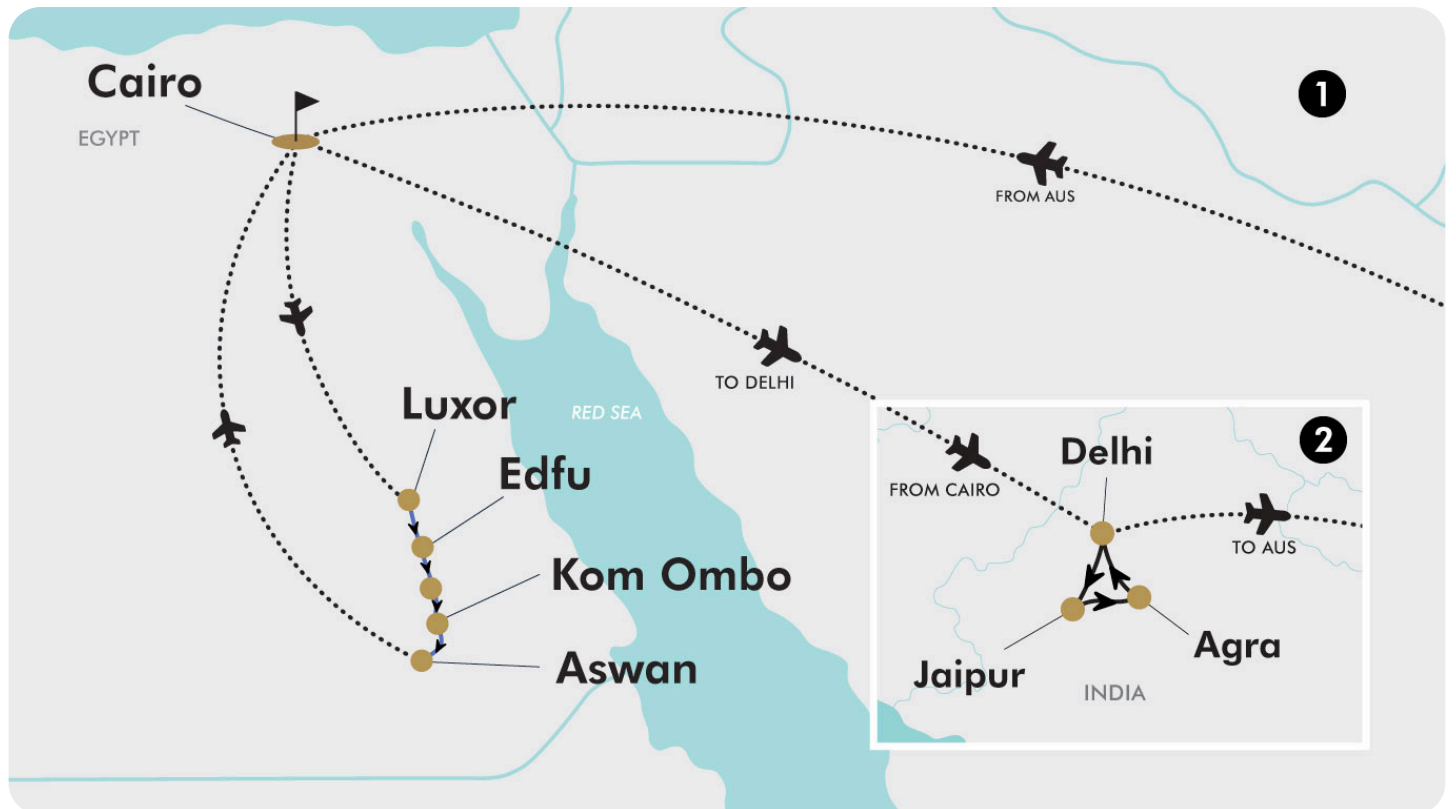 Cairo
EGYPT
1
FROM AUS
TO DELHI
Luxor
RED SEA
Edfu
Kom Ombo
Aswan
2
Delhi
FROM CAIRO
TO AUS
Agra
Jaipur
INDIA